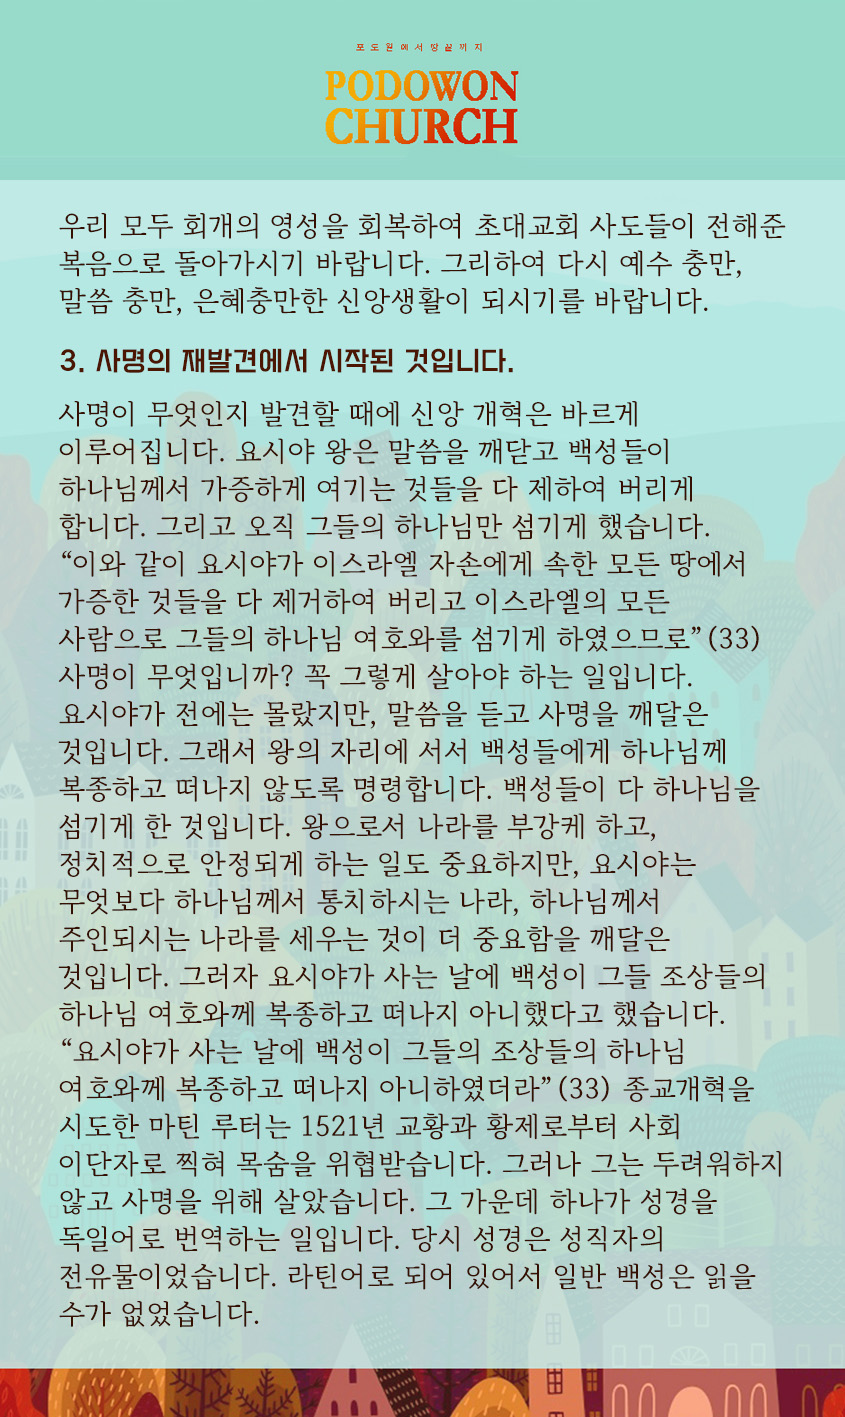 포도원에서땅끝까지
PODOWON
CHURCH
우리 모두 회개의 영성을 회복하여 초대교회 사도들이 전해준
복음으로 돌아가시기 바랍니다. 그리하여 다시 예수 충만,
말씀 충만, 은혜충만한 신앙생활이 되시기를 바랍니다.
3. 사명의 재발견에서 시작된 것입니다.
사명이 무엇인지 발견할 때에 신앙 개혁은 바르게
이루어집니다. 요시야 왕은 말씀을 깨닫고 백성들이
하나님께서 가증하게 여기는 것들을 다 제하여 버리게
합니다. 그리고 오직 그들의 하나님만 섬기게 했습니다.
“이와 같이 요시야가 이스라엘 자손에게 속한 모든 땅에서
가증한 것들을 다 제거하여 버리고 이스라엘의 모든
사람으로 그들의 하나님 여호와를 섬기게 하였으므로”(33)
사명이 무엇입니까? 꼭 그렇게 살아야 하는 일입니다.
요시야가 전에는 몰랐지만, 말씀을 듣고 사명을 깨달은
것입니다. 그래서 왕의 자리에 서서 백성들에게 하나님께
복종하고 떠나지 않도록 명령합니다. 백성들이 다 하나님을
섬기게 한 것입니다. 왕으로서 나라를 부강케 하고,
정치적으로 안정되게 하는 일도 중요하지만, 요시야는
무엇보다 하나님께서 통치하시는 나라, 하나님께서
주인되시는 나라를 세우는 것이 더 중요함을 깨달은
것입니다. 그러자 요시야가 사는 날에 백성이 그들 조상들의
하나님 여호와께 복종하고 떠나지 아니했다고 했습니다.
“요시야가 사는 날에 백성이 그들의 조상들의 하나님
여호와께 복종하고 떠나지 아니하였더라”(33) 종교개혁을
시도한 마틴 루터는 1521년 교황과 황제로부터 사회
이단자로 찍혀 목숨을 위협받습니다. 그러나 그는 두려워하지
않고 사명을 위해 살았습니다. 그 가운데 하나가 성경을
독일어로 번역하는 일입니다. 당시 성경은 성직자의
전유물이었습니다. 라틴어로 되어 있어서 일반 백성은 읽을
수가 없었습니다.